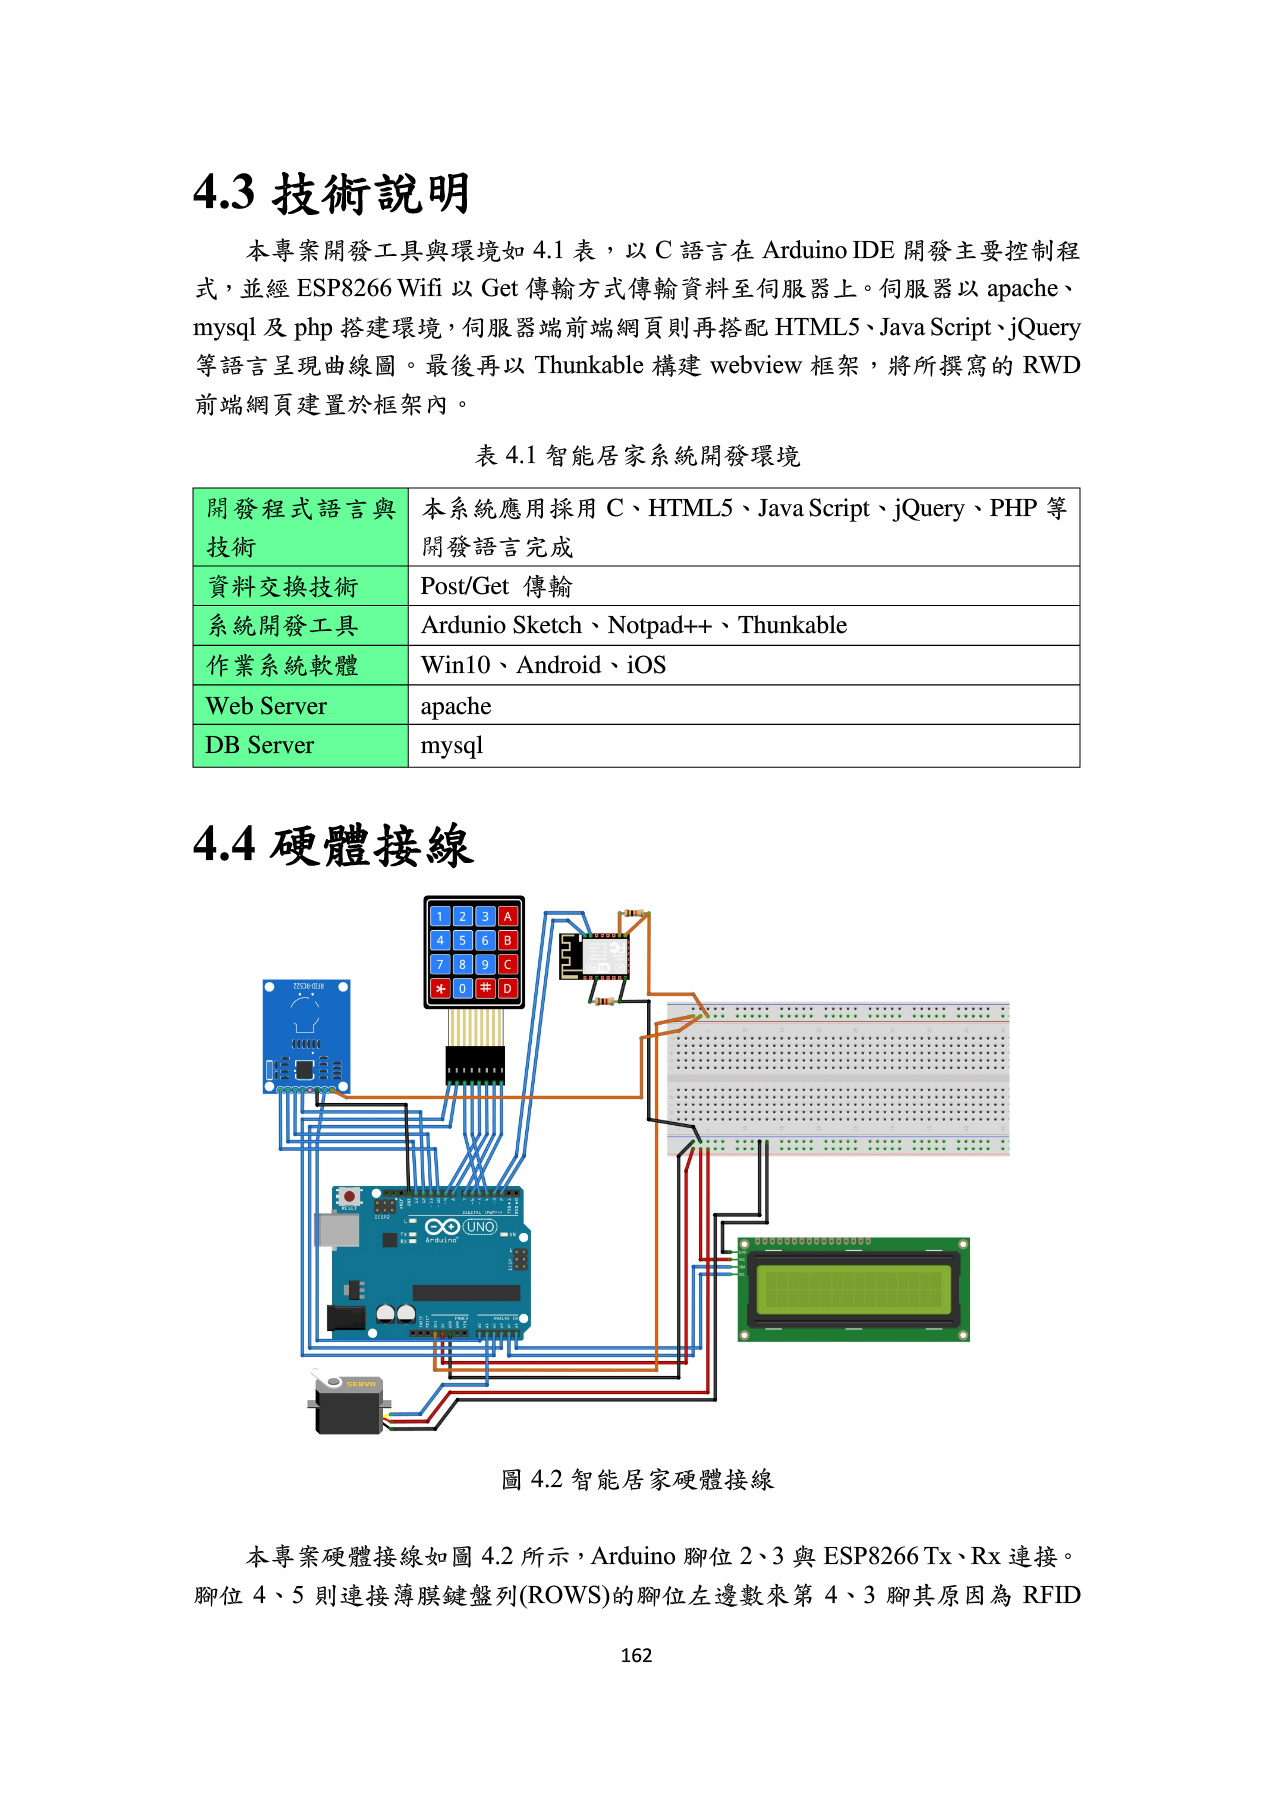 4.3 技術說明
本專案開發工具與環境如 4.1 表，以 C 語言在 Arduino IDE 開發主要控制程
式，並經 ESP8266 Wifi 以 Get 傳輸方式傳輸資料至伺服器上。伺服器以 apache、
mysql 及 php 搭建環境，伺服器端前端網頁則再搭配 HTML5、Java Script、jQuery
等語言呈現曲線圖。最後再以 Thunkable 構建 webview 框架，將所撰寫的 RWD
前端網頁建置於框架內。
表 4.1 智能居家系統開發環境
開發程式語言與
技術
本系統應用採用 C、HTML5、Java Script、jQuery、PHP 等
開發語言完成
資料交換技術
Post/Get 傳輸
系統開發工具
Ardunio Sketch、Notpad++、Thunkable
作業系統軟體
Win10、Android、iOS
Web Server
apache
DB Server
mysql
4.4 硬體接線
1 2 3 A
4 5 6 B
7 8 9 C
* 0 # D
RFID-RC522
RESET
ICSP2
L
TX
RX
UNO
Arduino
ON
DIGITAL (PWM~)
POWER
ANALOG IN
SERVO
圖 4.2 智能居家硬體接線
本專案硬體接線如圖 4.2 所示，Arduino 腳位 2、3 與 ESP8266 Tx、Rx 連接。
腳位 4、5 則連接薄膜鍵盤列(ROWS)的腳位左邊數來第 4、3 腳其原因為 RFID
162